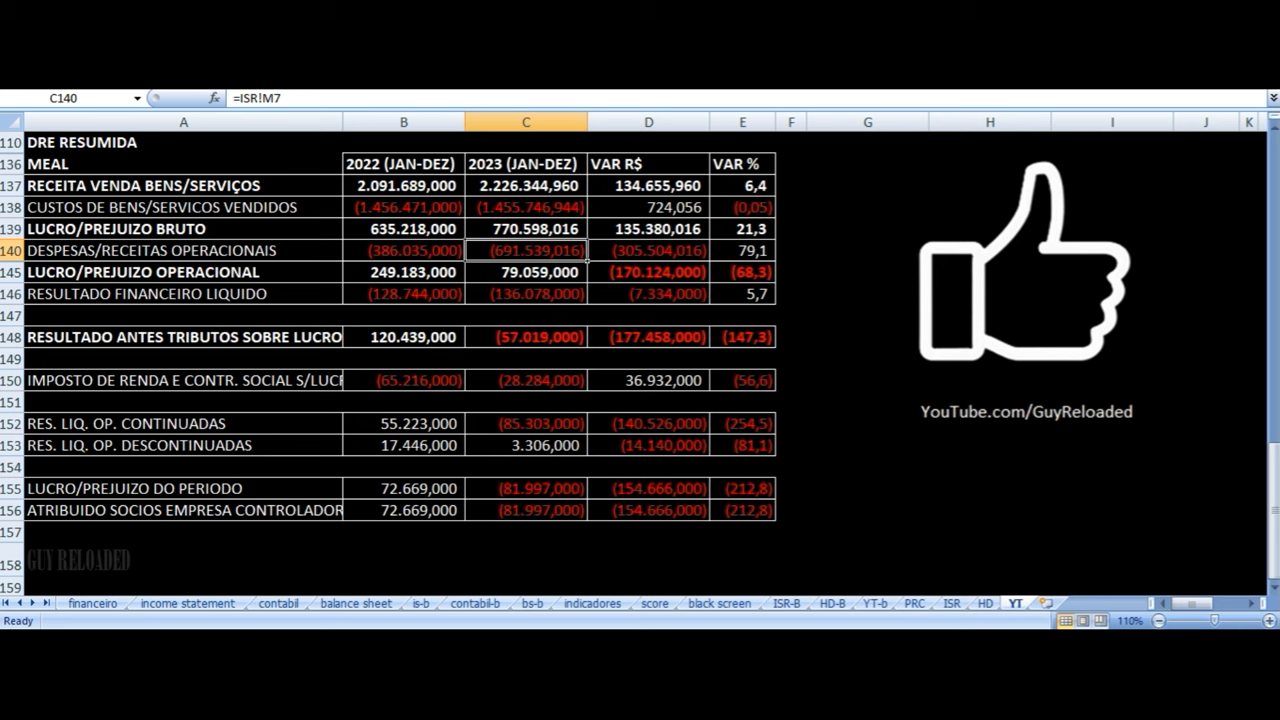 C140 fx =ISR!M7
A B C D E F G H I J K
110 DRE RESUMIDA
136 MEAL 2022 (JAN-DEZ) 2023 (JAN-DEZ) VAR R$ VAR %
137 RECEITA VENDA BENS/SERVIÇOS 2.091.689,000 2.226.344,960 134.655,960 6,4
138 CUSTOS DE BENS/SERVICOS VENDIDOS (1.456.471,000) (1.455.746,944) 724,056 (0,05)
139 LUCRO/PREJUIZO BRUTO 635.218,000 770.598,016 135.380,016 21,3
140 DESPESAS/RECEITAS OPERACIONAIS (386.035,000) (691.539,016) (305.504,016) 79,1
145 LUCRO/PREJUIZO OPERACIONAL 249.183,000 79.059,000 (170.124,000) (68,3)
146 RESULTADO FINANCEIRO LIQUIDO (128.744,000) (136.078,000) (7.334,000) 5,7
147
148 RESULTADO ANTES TRIBUTOS SOBRE LUCRO 120.439,000 (57.019,000) (177.458,000) (147,3)
149
150 IMPOSTO DE RENDA E CONTR. SOCIAL S/LUCR (65.216,000) (28.284,000) 36.932,000 (56,6)
151
152 RES. LIQ. OP. CONTINUADAS 55.223,000 (85.303,000) (140.526,000) (254,5)
153 RES. LIQ. OP. DESCONTINUADAS 17.446,000 3.306,000 (14.140,000) (81,1)
154
155 LUCRO/PREJUIZO DO PERIODO 72.669,000 (81.997,000) (154.666,000) (212,8)
156 ATRIBUIDO SOCIOS EMPRESA CONTROLADOR 72.669,000 (81.997,000) (154.666,000) (212,8)
157
158 GUY RELOADED
159
YouTube.com/GuyReloaded
financeiro income statement contabil balance sheet is-b contabil-b bs-b indicadores score black screen ISR-B HD-B YT-b PRC ISR HD YT
Ready 110%